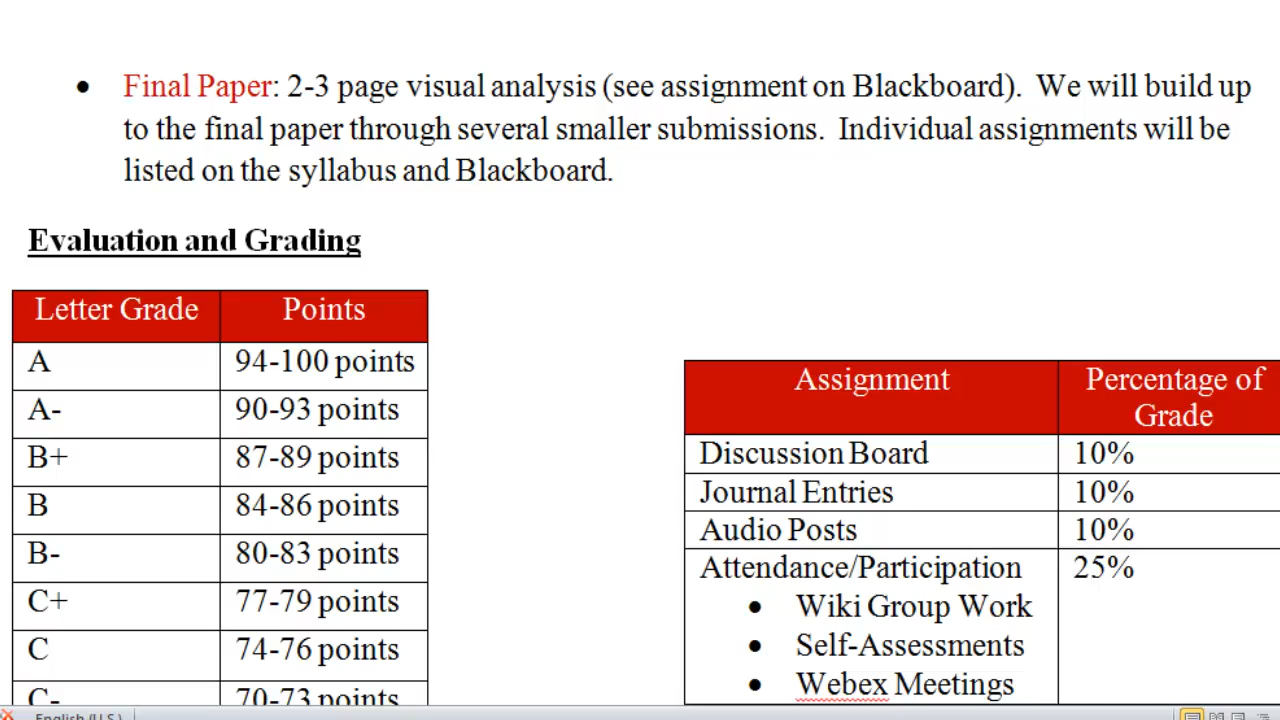 • Final Paper: 2-3 page visual analysis (see assignment on Blackboard). We will build up
to the final paper through several smaller submissions. Individual assignments will be
listed on the syllabus and Blackboard.
Evaluation and Grading
Letter Grade Points
A 94-100 points
A- 90-93 points
B+ 87-89 points
B 84-86 points
B- 80-83 points
C+ 77-79 points
C 74-76 points
C- 70-73 points
Assignment Percentage of
Grade
Discussion Board 10%
Journal Entries 10%
Audio Posts 10%
Attendance/Participation 25%
• Wiki Group Work
• Self-Assessments
• Webex Meetings
English (U.S.)